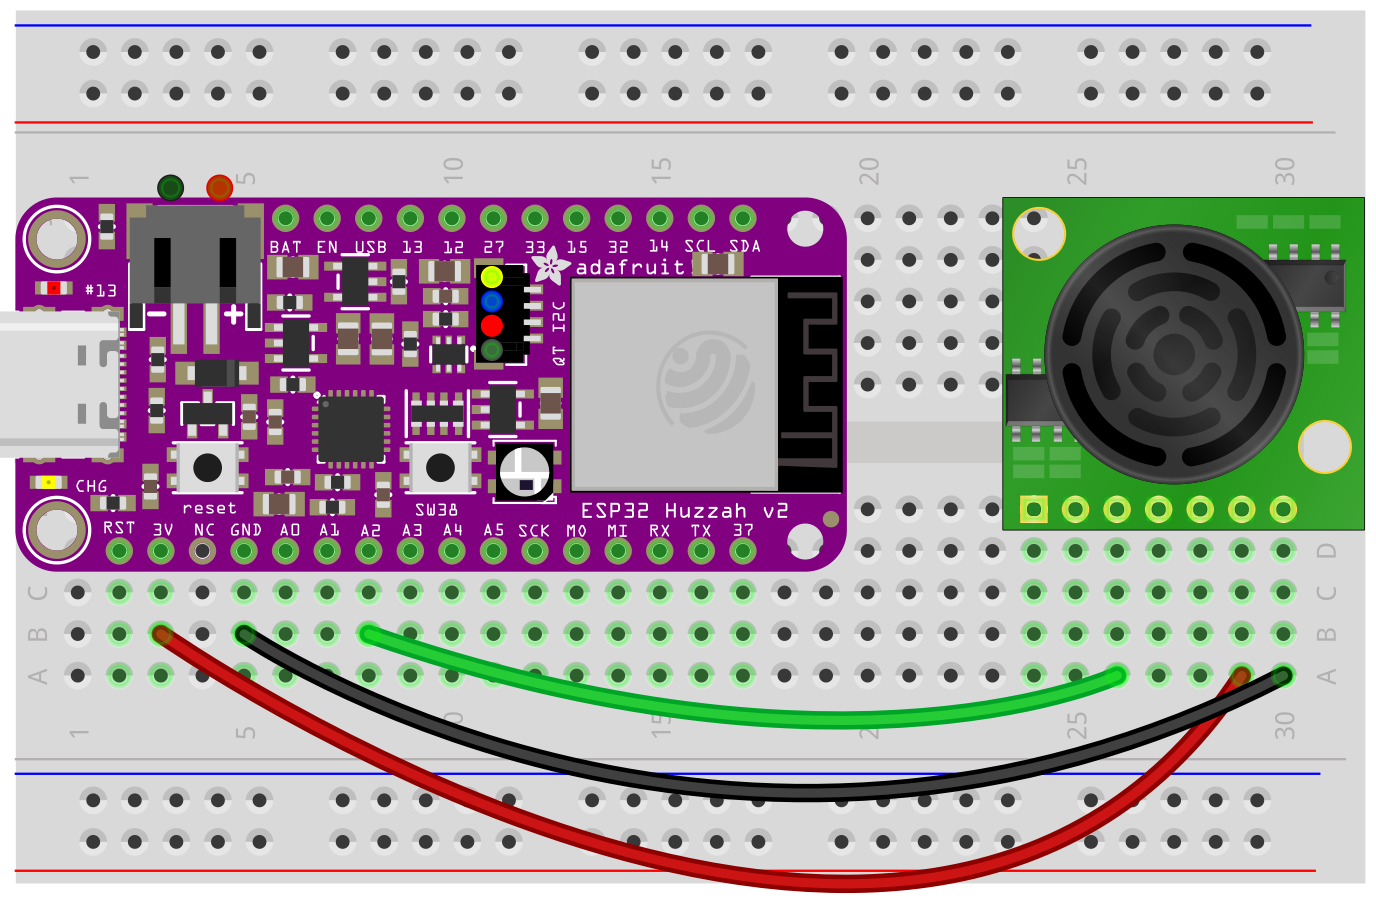 1 5 10 15 20 25 30
BAT EN USB 13 12 27 33 15 32 14 SCL SDA
adafruit
#13
- +
QT I2C
CHG
reset
SW38
ESP32 Huzzah v2
RST 3V NC GND A0 A1 A2 A3 A4 A5 SCK MO MI RX TX 37
D
C C
B B
A A
1 5 10 15 20 25 30